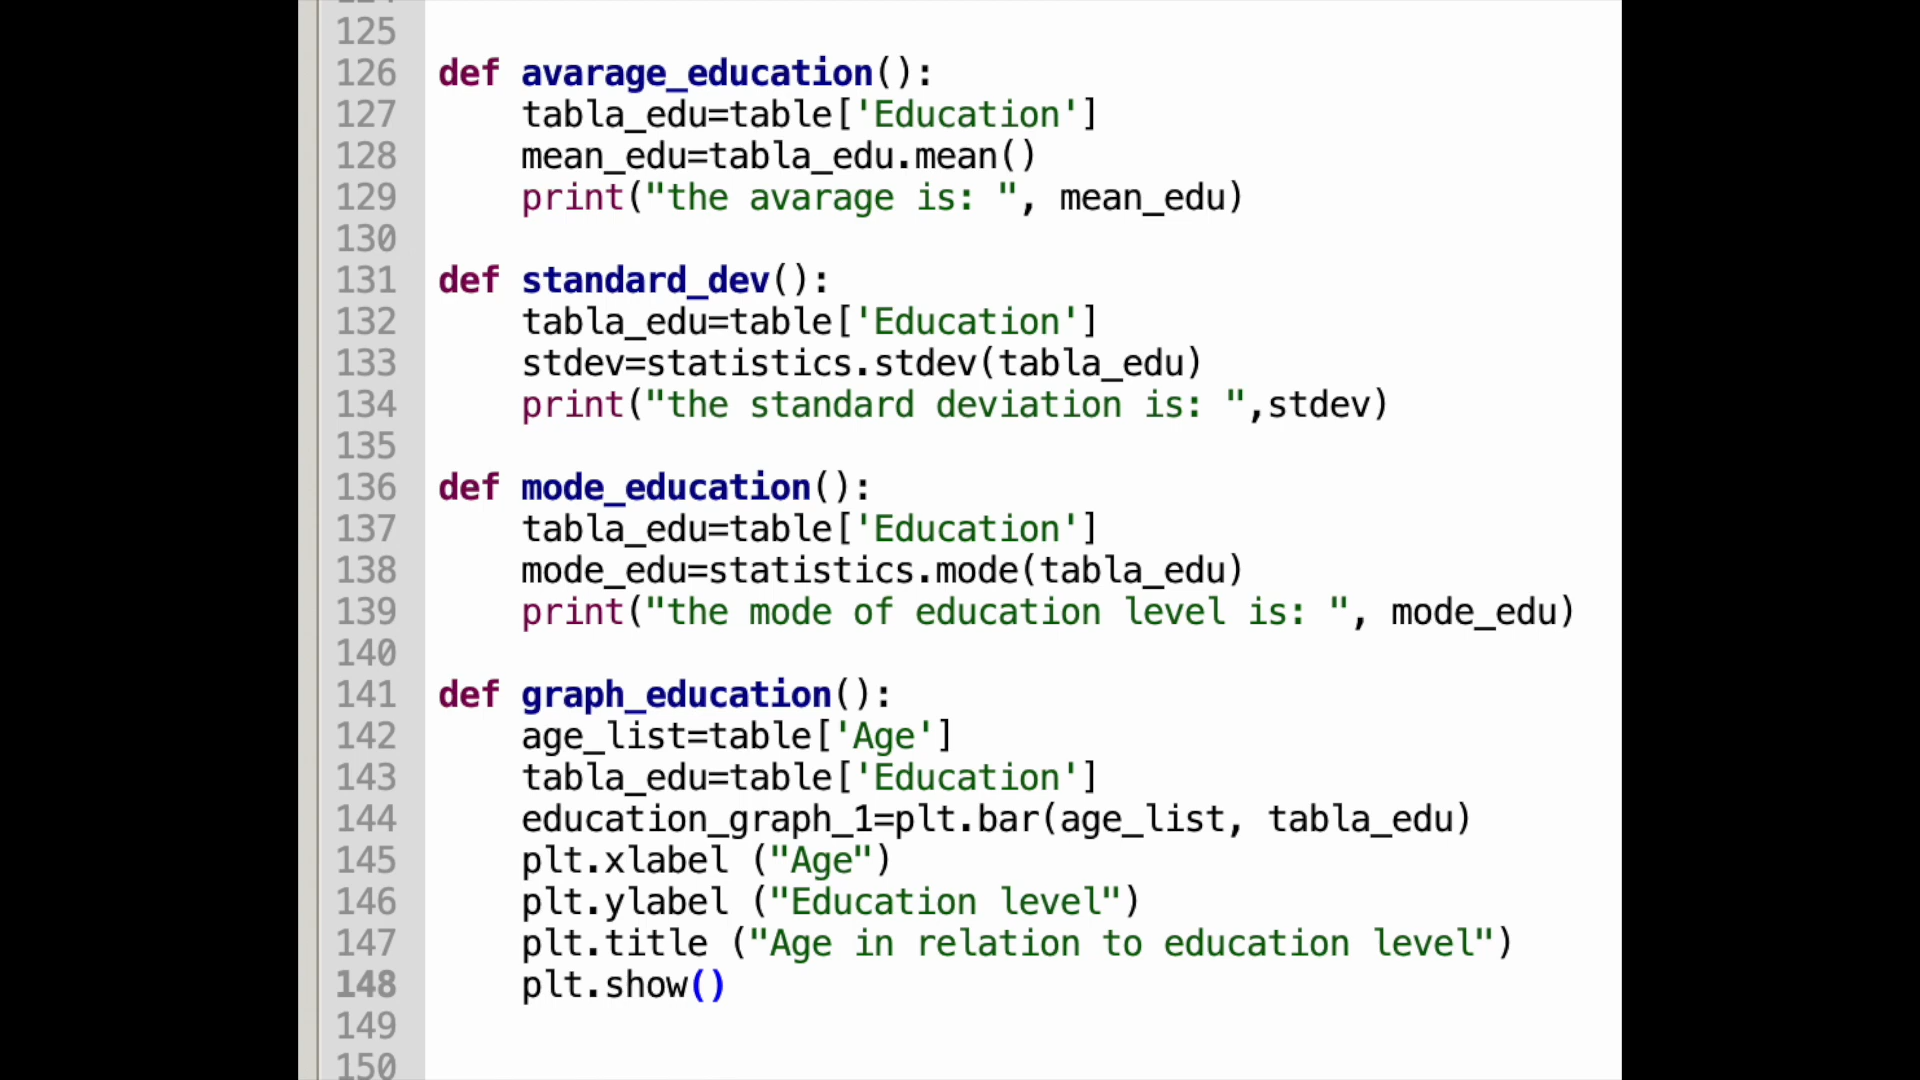 125
126 def avarage_education():
127 tabla_edu=table['Education']
128 mean_edu=tabla_edu.mean()
129 print("the avarage is: ", mean_edu)
130
131 def standard_dev():
132 tabla_edu=table['Education']
133 stdev=statistics.stdev(tabla_edu)
134 print("the standard deviation is: ",stdev)
135
136 def mode_education():
137 tabla_edu=table['Education']
138 mode_edu=statistics.mode(tabla_edu)
139 print("the mode of education level is: ", mode_edu)
140
141 def graph_education():
142 age_list=table['Age']
143 tabla_edu=table['Education']
144 education_graph_1=plt.bar(age_list, tabla_edu)
145 plt.xlabel ("Age")
146 plt.ylabel ("Education level")
147 plt.title ("Age in relation to education level")
148 plt.show()
149
150